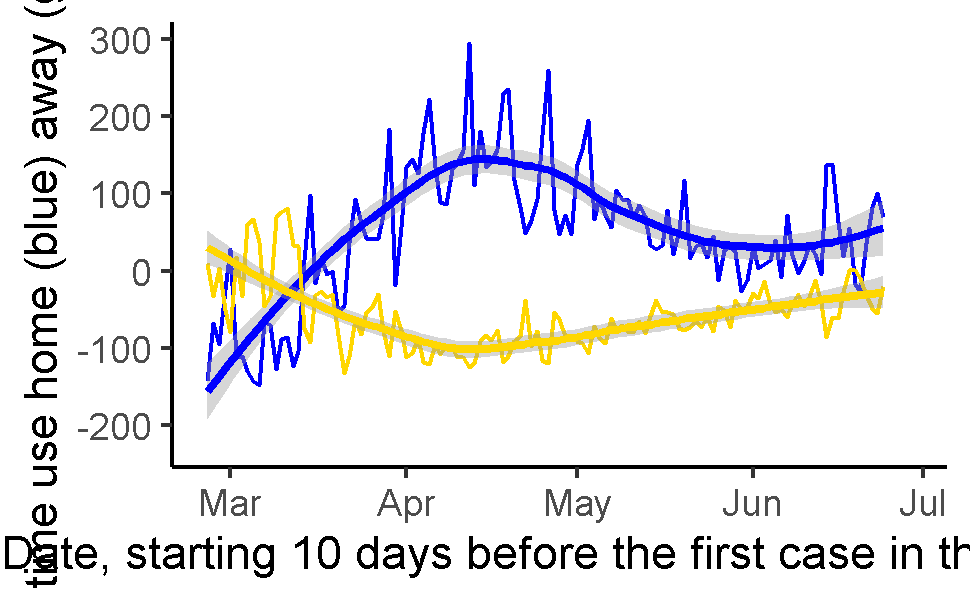 time use home (blue) away (
300
200
100
0
-100
-200
Mar Apr May Jun Jul
Date, starting 10 days before the first case in th